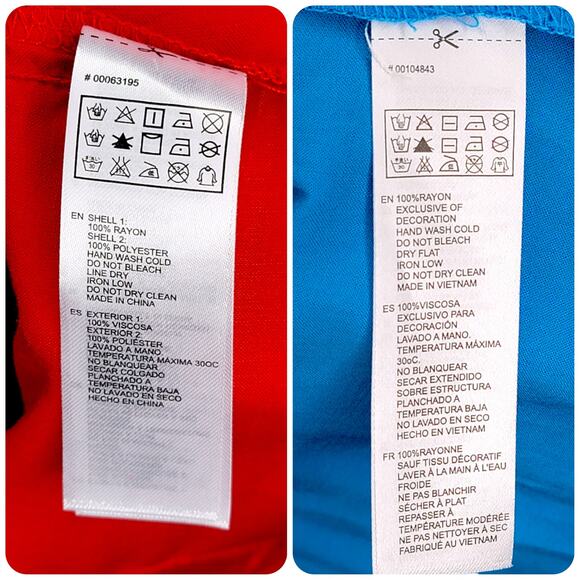 # 00063195
EN SHELL 1:
100% RAYON
SHELL 2:
100% POLYESTER
HAND WASH COLD
DO NOT BLEACH
LINE DRY
IRON LOW
DO NOT DRY CLEAN
MADE IN CHINA
ES EXTERIOR 1:
100% VISCOSA
EXTERIOR 2:
100% POLIÉSTER
LAVADO A MANO.
TEMPERATURA MÁXIMA 30OC
NO BLANQUEAR
SECAR COLGADO
PLANCHADO A
TEMPERATURA BAJA
NO LAVADO EN SECO
HECHO EN CHINA
# 00104843
EN 100%RAYON
EXCLUSIVE OF
DECORATION
HAND WASH COLD
DO NOT BLEACH
DRY FLAT
IRON LOW
DO NOT DRY CLEAN
MADE IN VIETNAM
ES 100%VISCOSA
EXCLUSIVO PARA
DECORACIÓN
LAVADO A MANO.
TEMPERATURA MÁXIMA
30oC.
NO BLANQUEAR
SECAR EXTENDIDO
SOBRE ESTRUCTURA
PLANCHADO A
TEMPERATURA BAJA
NO LAVADO EN SECO
HECHO EN VIETNAM
FR 100%RAYONNE
SAUF TISSU DÉCORATIF
LAVER À LA MAIN À L'EAU
FROIDE
NE PAS BLANCHIR
SÉCHER À PLAT
REPASSER À
TEMPÉRATURE MODÉRÉE
NE PAS NETTOYER À SEC
FABRIQUÉ AU VIETNAM